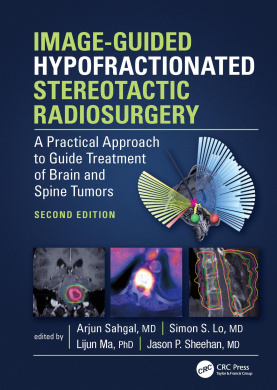 IMAGE-GUIDED
HYPOFRACTIONATED
STEREOTACTIC
RADIOSURGERY
A Practical Approach
to Guide Treatment
of Brain and
Spine Tumors
SECOND EDITION
edited by
Arjun Sahgal, MD | Simon S. Lo, MD
Lijun Ma, PhD | Jason P. Sheehan, MD
CRC Press
Taylor & Francis Group